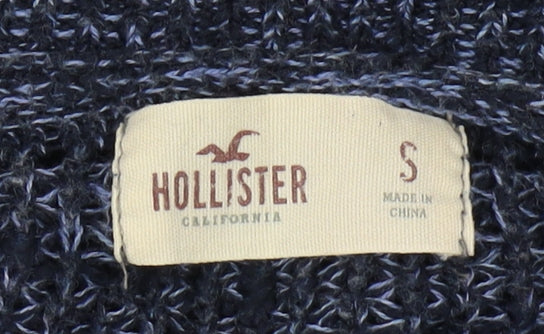 HOLLISTER
CALIFORNIA
S
MADE IN
CHINA